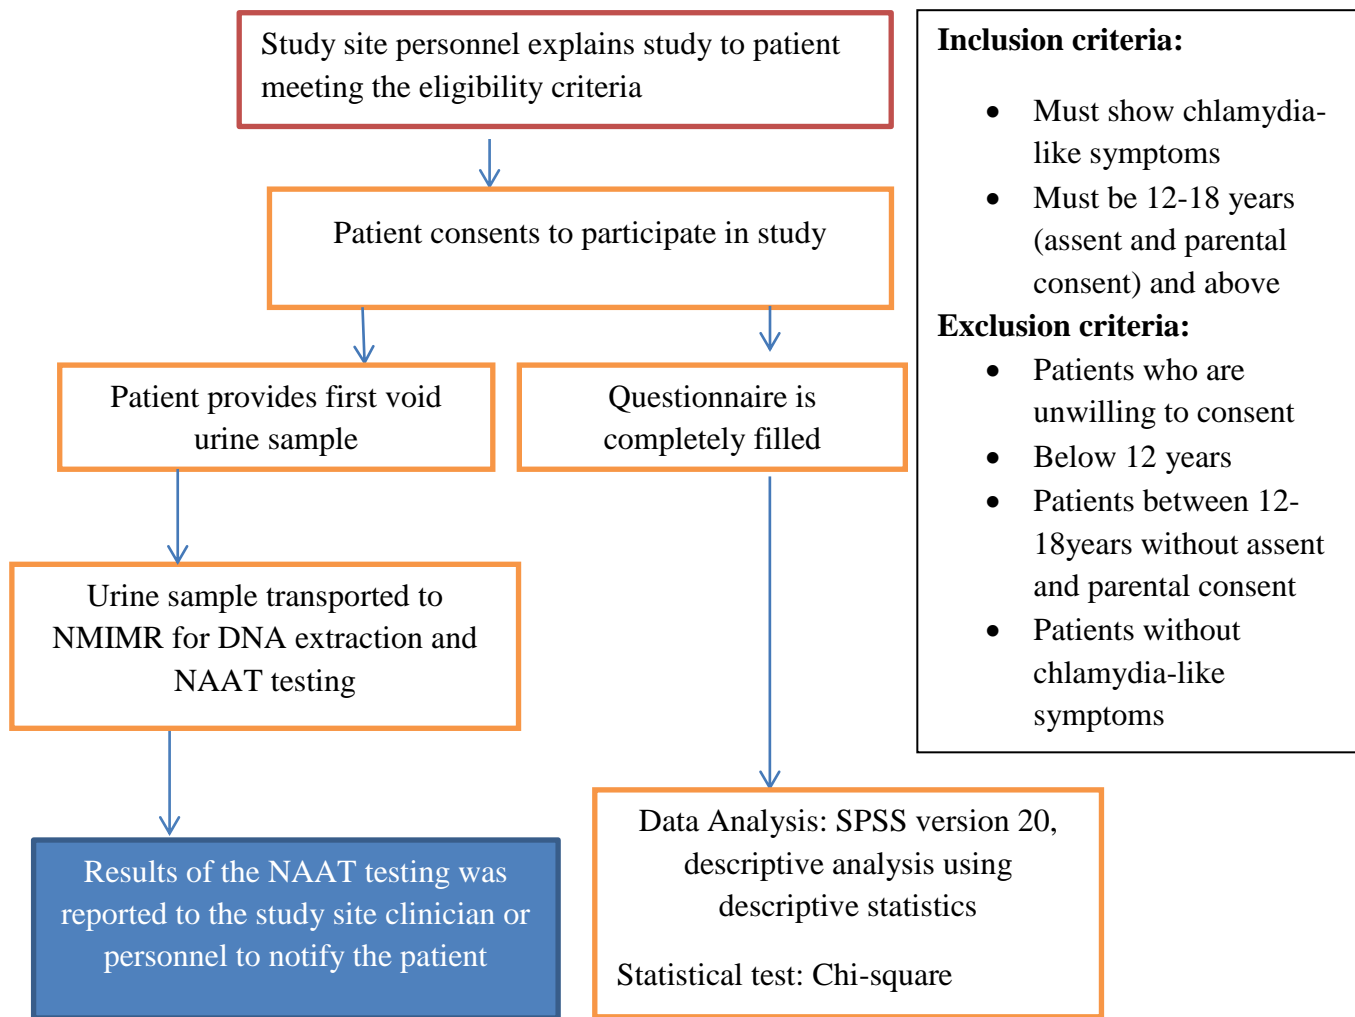 Study site personnel explains study to patient
meeting the eligibility criteria
Patient consents to participate in study
Patient provides first void
urine sample
Questionnaire is
completely filled
Urine sample transported to
NMIMR for DNA extraction and
NAAT testing
Results of the NAAT testing was
reported to the study site clinician or
personnel to notify the patient
Data Analysis: SPSS version 20,
descriptive analysis using
descriptive statistics
Statistical test: Chi-square
Inclusion criteria:
• Must show chlamydia-
like symptoms
• Must be 12-18 years
(assent and parental
consent) and above
Exclusion criteria:
• Patients who are
unwilling to consent
• Below 12 years
• Patients between 12-
18years without assent
and parental consent
• Patients without
chlamydia-like
symptoms